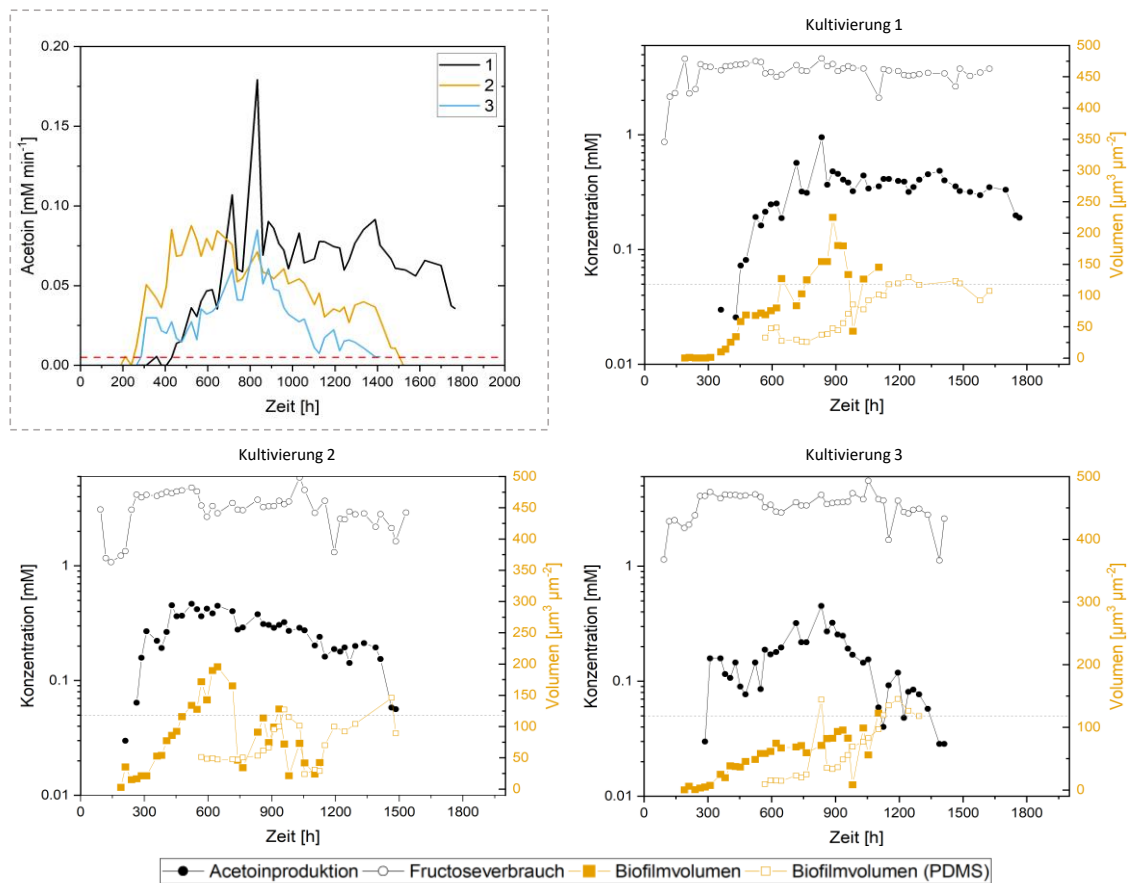 0.20
0.15
0.10
0.05
0.00
Acetoin [mM min⁻¹]
1
2
3
0 200 400 600 800 1000 1200 1400 1600 1800 2000
Zeit [h]
Kultivierung 1
1
0.1
0.01
Konzentration [mM]
500
450
400
350
300
250
200
150
100
50
0
Volumen [µm³ µm⁻²]
0 300 600 900 1200 1500 1800
Zeit [h]
Kultivierung 2
1
0.1
0.01
Konzentration [mM]
500
450
400
350
300
250
200
150
100
50
0
Volumen [µm³ µm⁻²]
0 300 600 900 1200 1500
Zeit [h]
Kultivierung 3
1
0.1
0.01
Konzentration [mM]
500
450
400
350
300
250
200
150
100
50
0
Volumen [µm³ µm⁻²]
0 300 600 900 1200 1500 1800
Zeit [h]
Acetoinproduktion Fructoseverbrauch Biofilmvolumen Biofilmvolumen (PDMS)